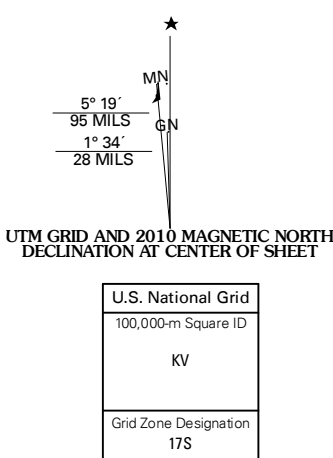 MN
GN
5° 19´
95 MILS
1° 34´
28 MILS
UTM GRID AND 2010 MAGNETIC NORTH
DECLINATION AT CENTER OF SHEET
U.S. National Grid
100,000-m Square ID
KV
Grid Zone Designation
17S